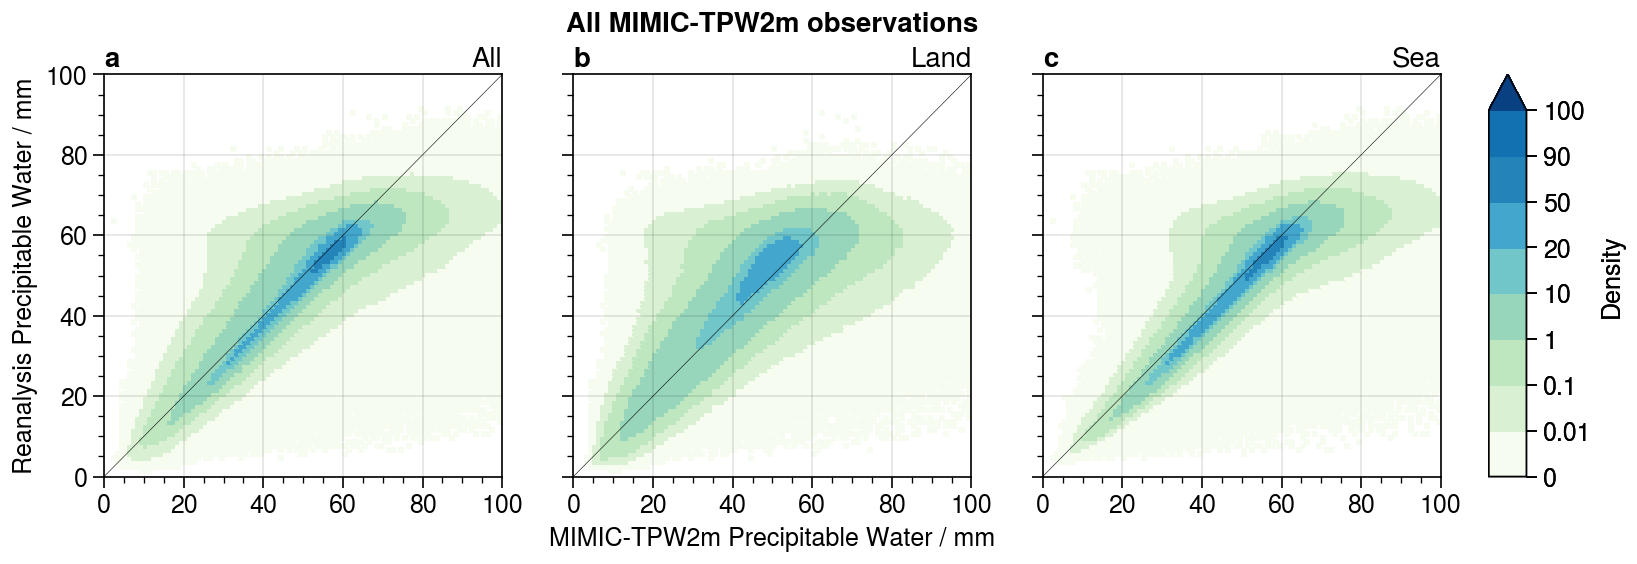 All MIMIC-TPW2m observations
a All
b Land
c Sea
Reanalysis Precipitable Water / mm
100
80
60
40
20
0
0 20 40 60 80 100
0 20 40 60 80 100
0 20 40 60 80 100
MIMIC-TPW2m Precipitable Water / mm
100
90
50
20
10
1
0.1
0.01
0
Density